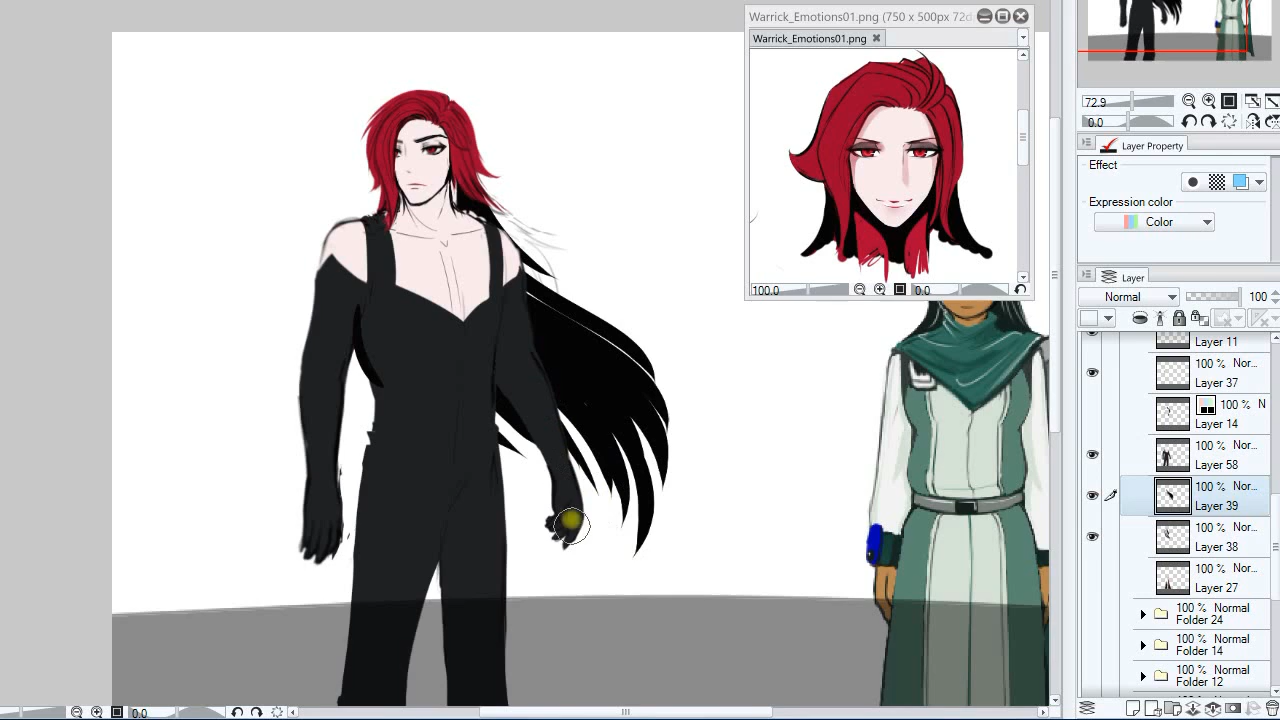 Warrick_Emotions01.png (750 x 500px 72d
Warrick_Emotions01.png
100.0
0.0
72.9
0.0
Layer Property
Effect
Expression color
Color
Layer
Normal
100
Layer 11
100 % Nor...
Layer 37
100 % N
Layer 14
100 % Nor...
Layer 58
100 % Nor...
Layer 39
100 % Nor...
Layer 38
100 % Nor...
Layer 27
100 % Normal
Folder 24
100 % Normal
Folder 14
100 % Normal
Folder 12
0.0